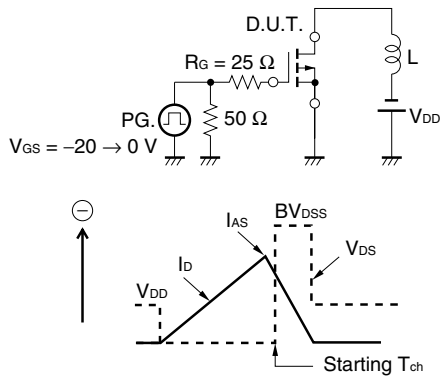 D.U.T.
RG = 25 Ω
L
PG.
50 Ω
VDD
VGS = −20 → 0 V
−
BVDSS
IAS
ID
VDS
VDD
Starting Tch